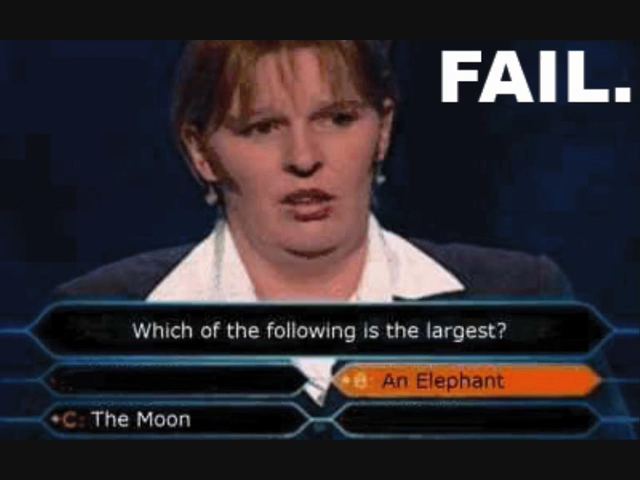 FAIL.
Which of the following is the largest?
B: An Elephant
C: The Moon